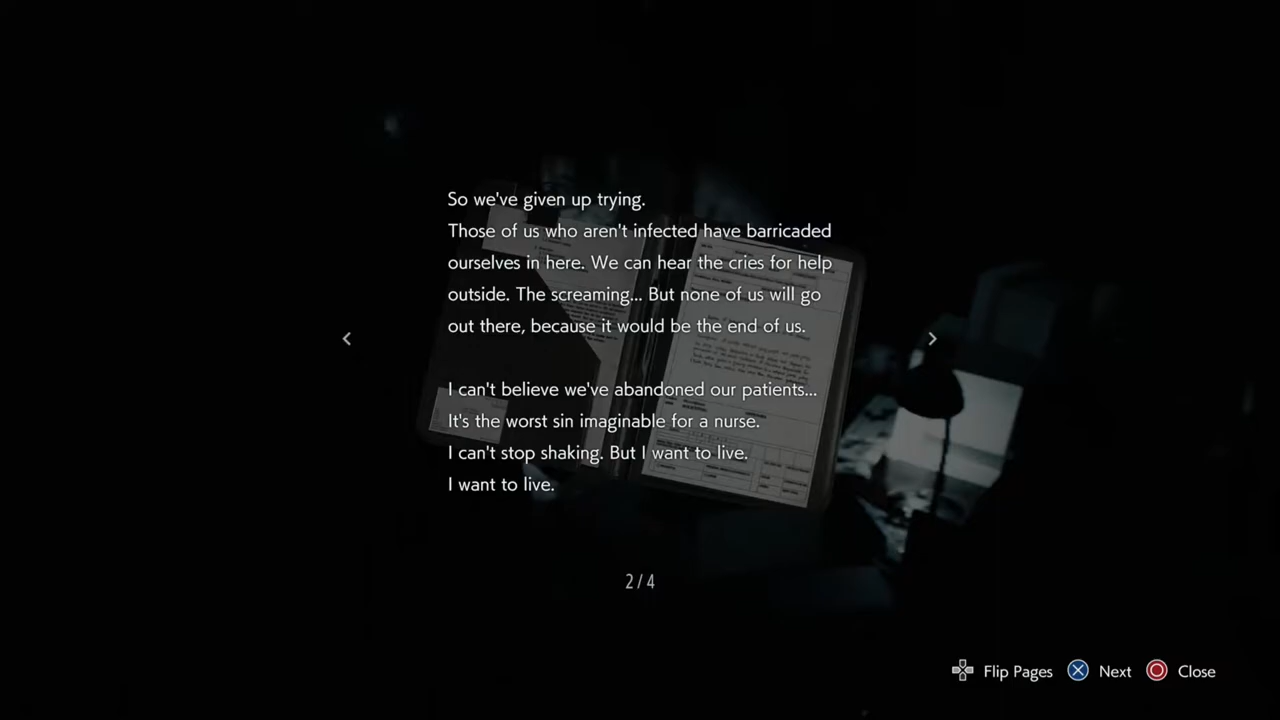 So we've given up trying.
Those of us who aren't infected have barricaded
ourselves in here. We can hear the cries for help
outside. The screaming... But none of us will go
out there, because it would be the end of us.
I can't believe we've abandoned our patients...
It's the worst sin imaginable for a nurse.
I can't stop shaking. But I want to live.
I want to live.
2 / 4
Flip Pages Next Close